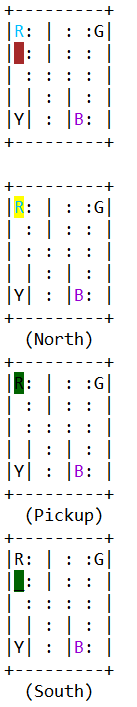 +---------+
|R: | : :G|
| : | : : |
| : : : : |
| | : | : |
|Y| : |B: |
+---------+
+---------+
|R: | : :G|
| : | : : |
| : : : : |
| | : | : |
|Y| : |B: |
+---------+
(North)
+---------+
|R: | : :G|
| : | : : |
| : : : : |
| | : | : |
|Y| : |B: |
+---------+
(Pickup)
+---------+
|R: | : :G|
|_: | : : |
| : : : : |
| | : | : |
|Y| : |B: |
+---------+
(South)